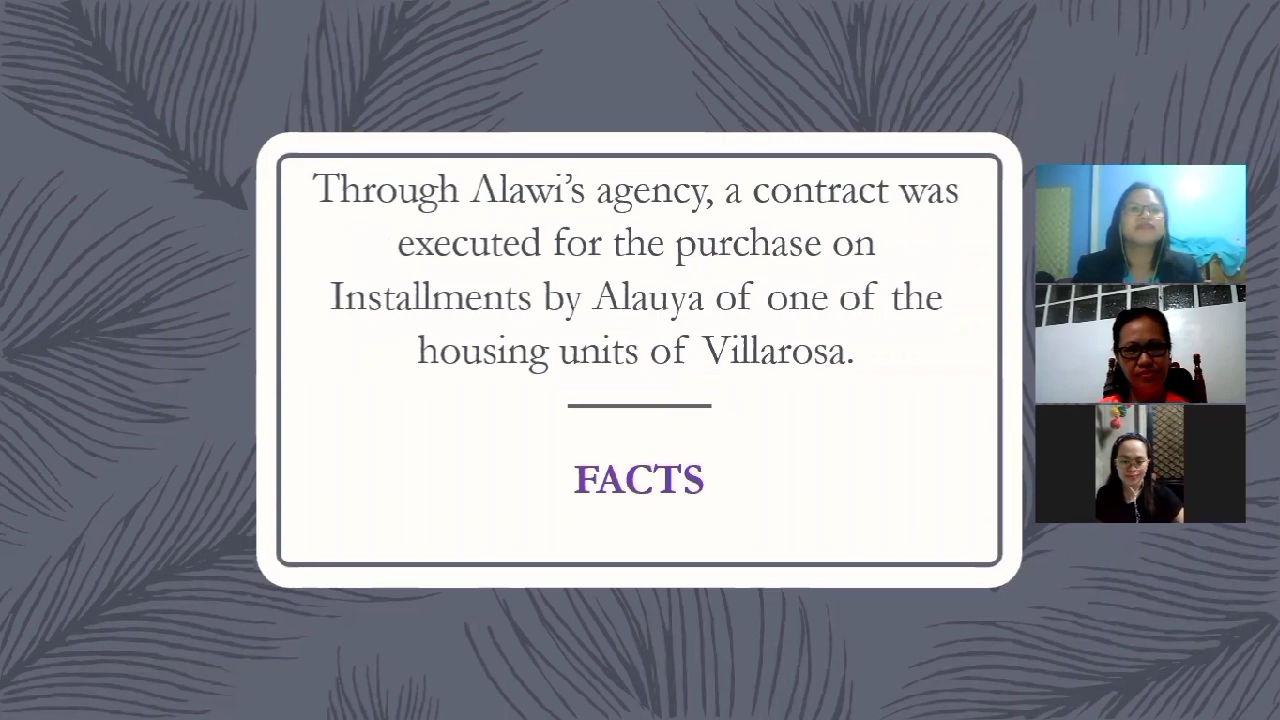 Through Alawi's agency, a contract was
executed for the purchase on
Installments by Alauya of one of the
housing units of Villarosa.
FACTS